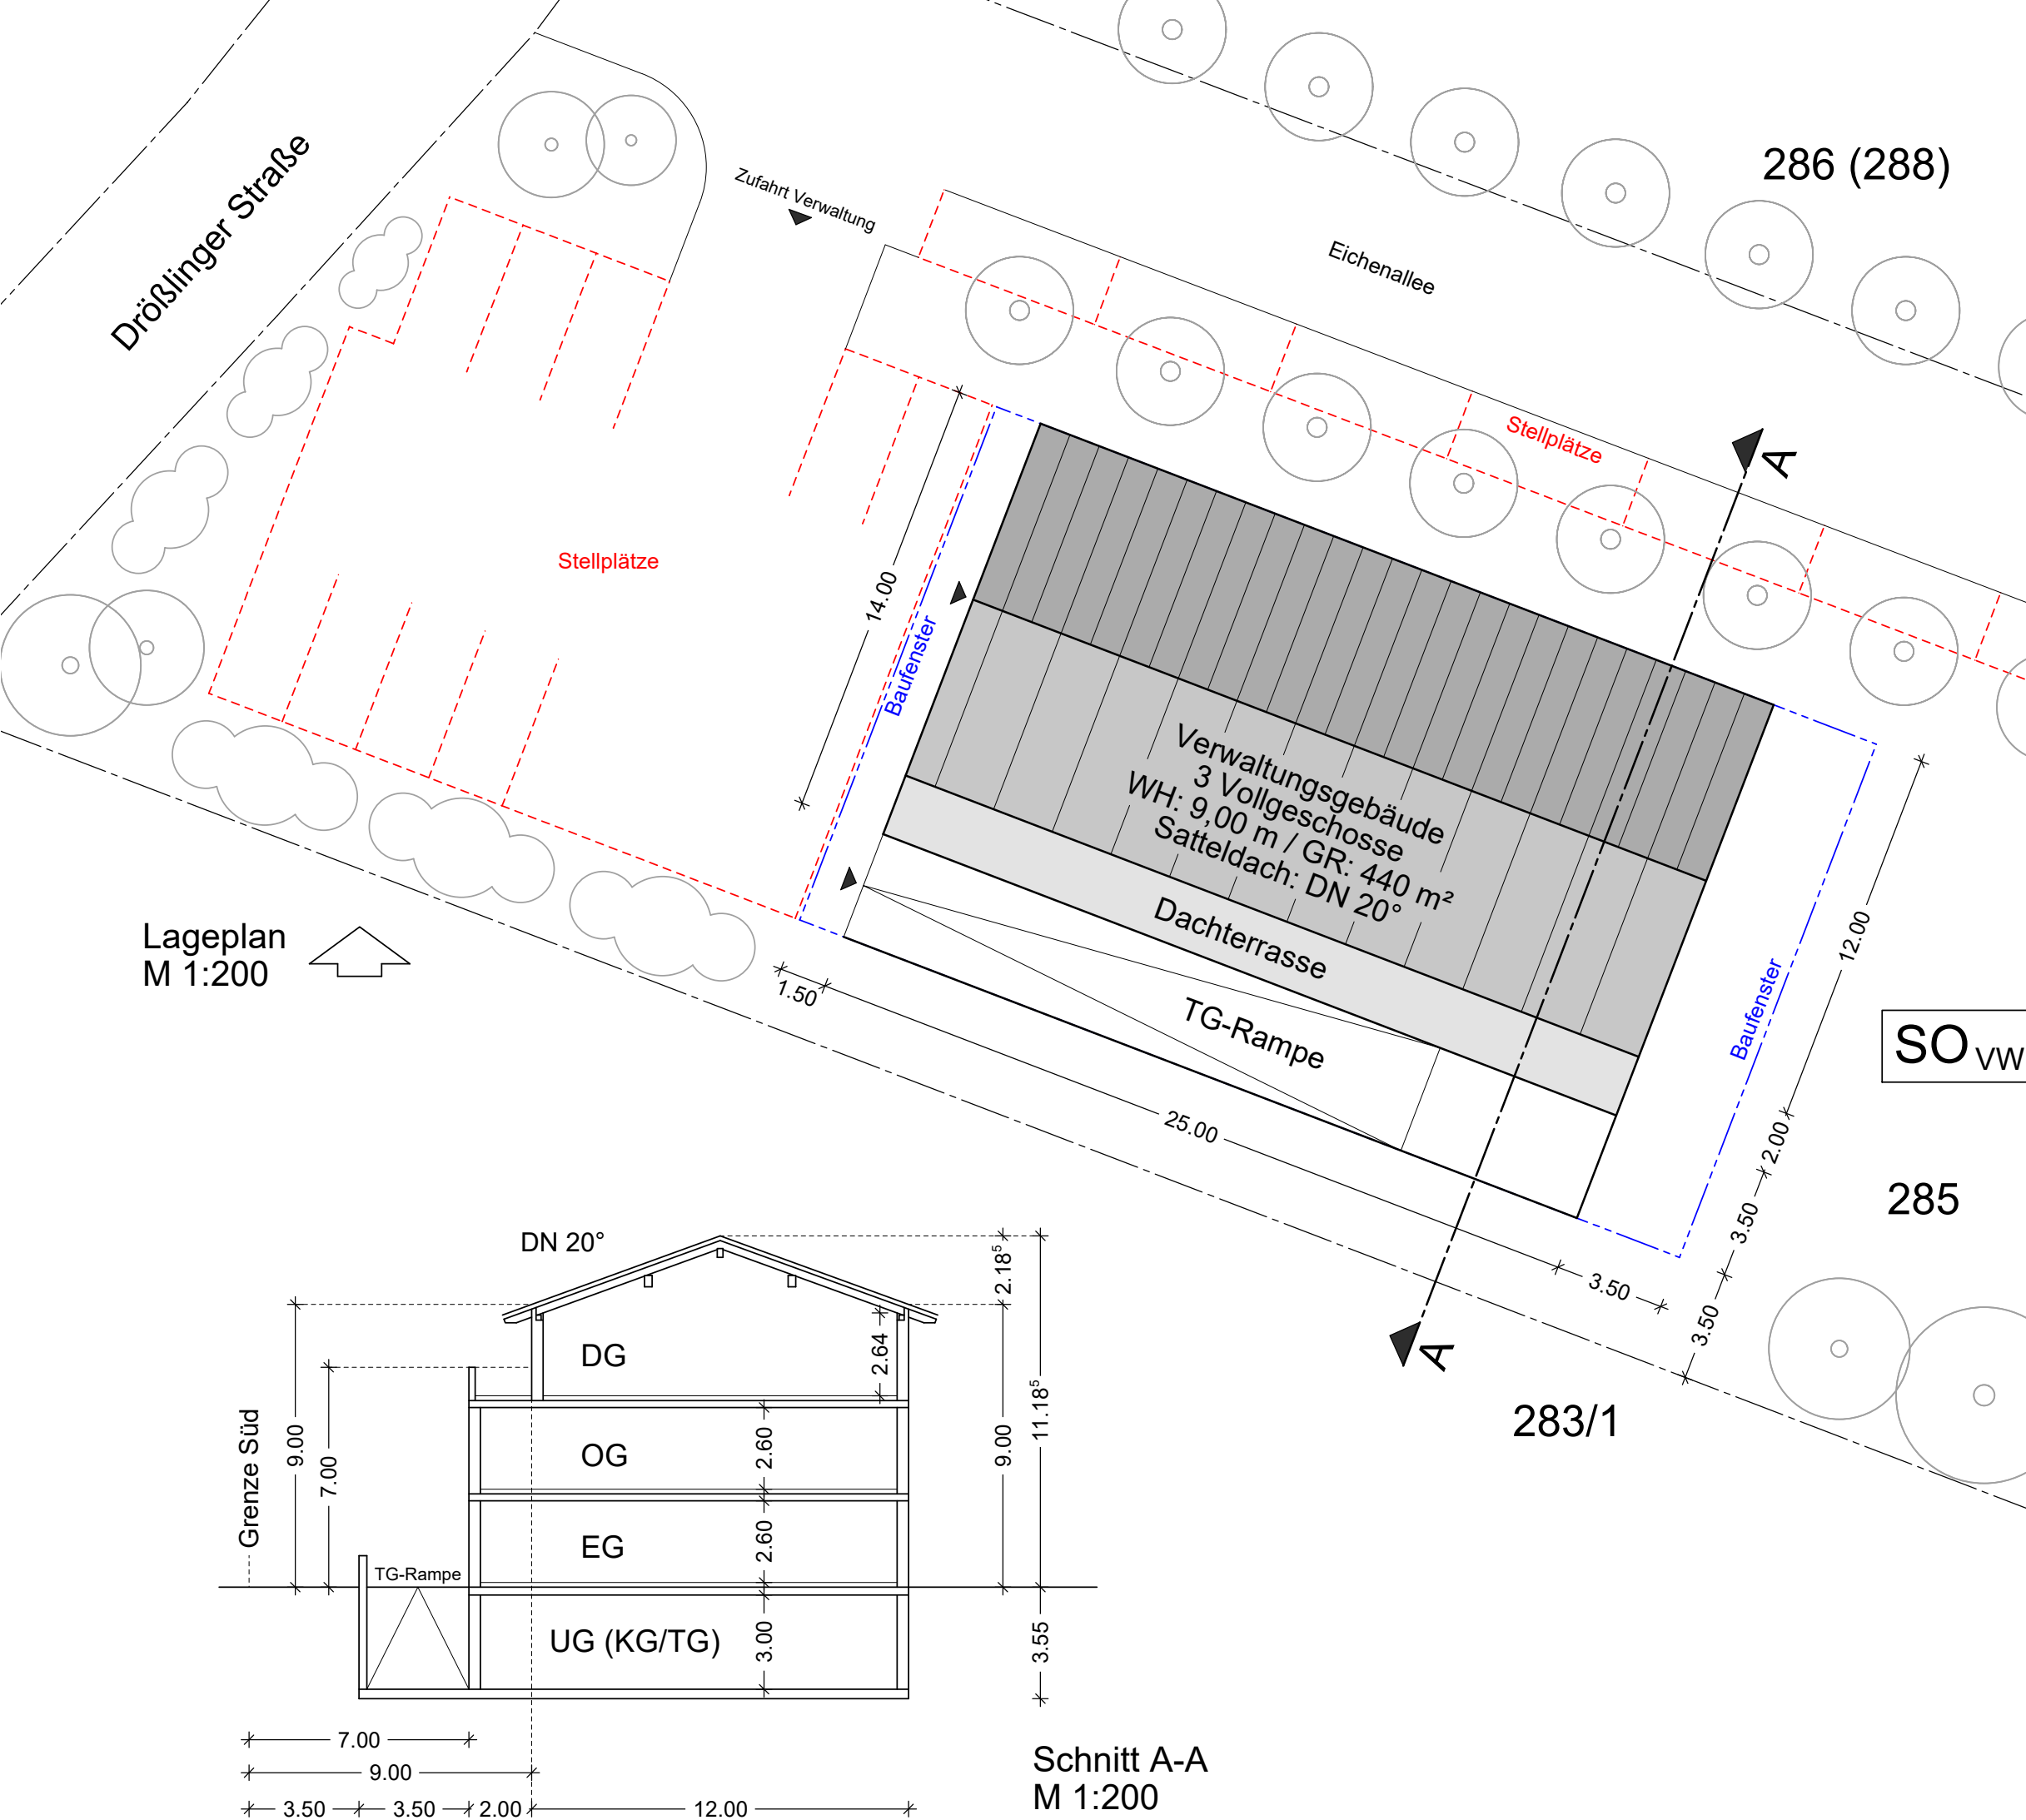 286 (288)
Drößlinger Straße
Zufahrt Verwaltung
Eichenallee
Stellplätze
A
Stellplätze
14.00
Baufenster
Verwaltungsgebäude
3 Vollgeschosse
WH: 9,00 m / GR: 440 m²
Satteldach: DN 20°
Dachterrasse
TG-Rampe
Lageplan
M 1:200
1.50
25.00
3.50
12.00
2.00
3.50
3.50
Baufenster
SO VW
285
A
283/1
DN 20°
2.18⁵
11.18⁵
9.00
3.55
Grenze Süd
9.00
7.00
DG
2.64
OG
2.60
EG
2.60
TG-Rampe
UG (KG/TG)
3.00
7.00
9.00
3.50
3.50
2.00
12.00
Schnitt A-A
M 1:200